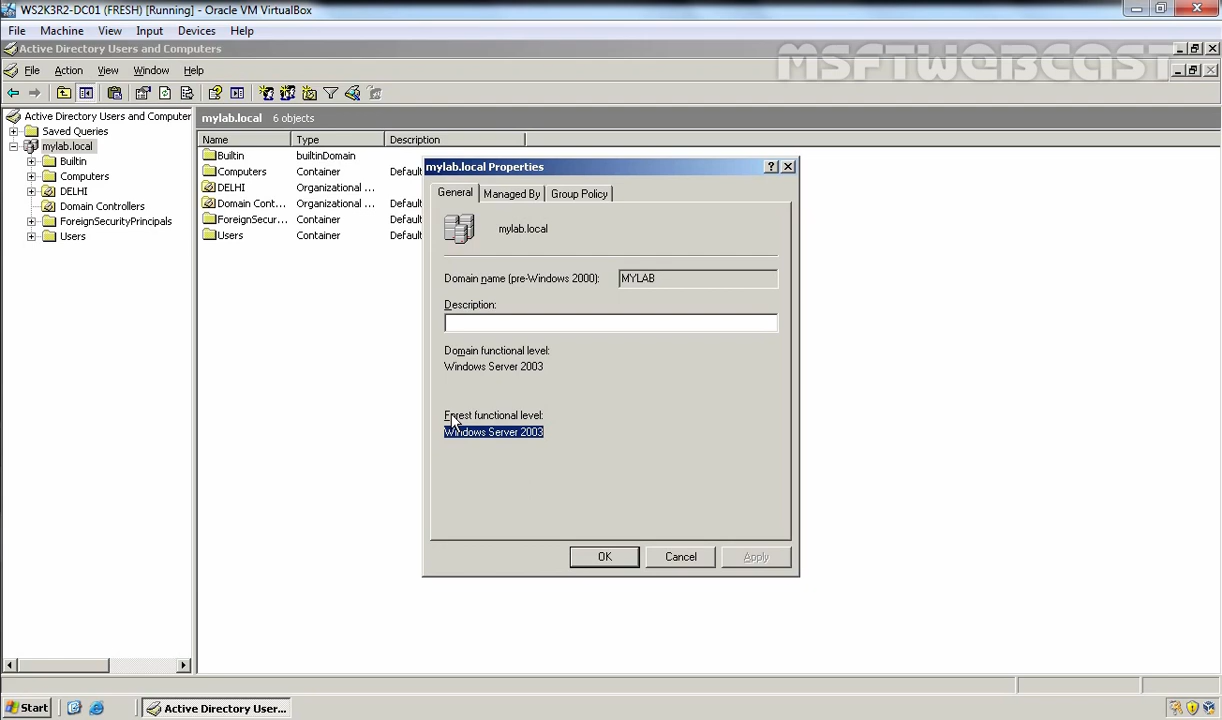 WS2K3R2-DC01 (FRESH) [Running] - Oracle VM VirtualBox
File Machine View Input Devices Help
Active Directory Users and Computers
MSFTWEBCAST
File Action View Window Help
Active Directory Users and Computer
Saved Queries
mylab.local
Builtin
Computers
DELHI
Domain Controllers
ForeignSecurityPrincipals
Users
mylab.local 6 objects
Name Type Description
Builtin builtinDomain
Computers Container Defaul
DELHI Organizational ...
Domain Cont... Organizational ... Defaul
ForeignSecur... Container Defaul
Users Container Defaul
mylab.local Properties
General Managed By Group Policy
mylab.local
Domain name (pre-Windows 2000): MYLAB
Description:
Domain functional level:
Windows Server 2003
Forest functional level:
Windows Server 2003
OK Cancel Apply
Start Active Directory User...